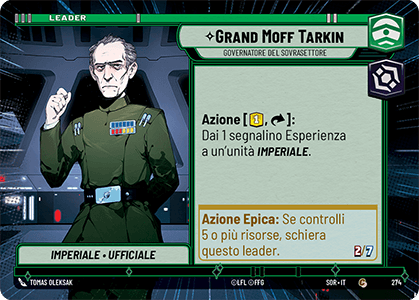 LEADER
GRAND MOFF TARKIN
GOVERNATORE DEL SOVRASETTORE
Azione [1, ]:
Dai 1 segnalino Esperienza
a un'unità IMPERIALE.
Azione Epica: Se controlli
5 o più risorse, schiera
questo leader.
2 7
IMPERIALE • UFFICIALE
TOMAS OLEKSAK
©LFL ©FFG
SOR • IT
C
274